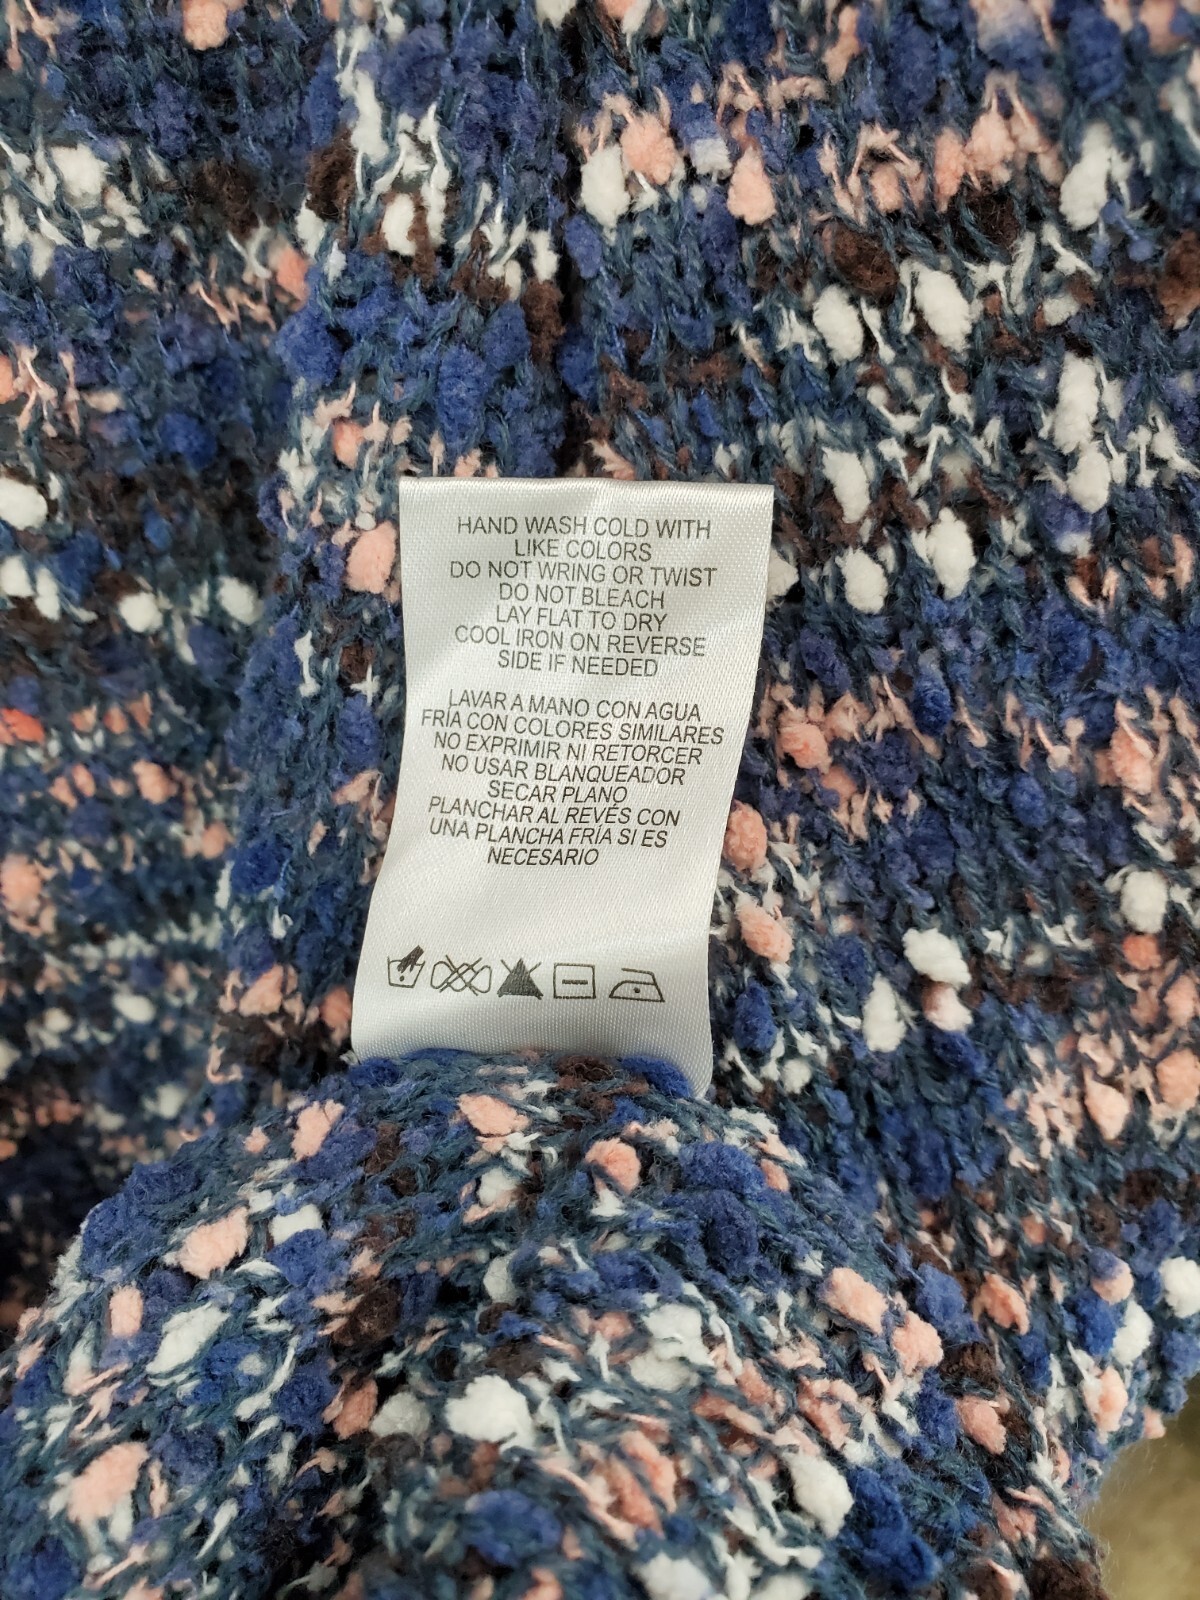 HAND WASH COLD WITH
LIKE COLORS
DO NOT WRING OR TWIST
DO NOT BLEACH
LAY FLAT TO DRY
COOL IRON ON REVERSE
SIDE IF NEEDED
LAVAR A MANO CON AGUA
FRÍA CON COLORES SIMILARES
NO EXPRIMIR NI RETORCER
NO USAR BLANQUEADOR
SECAR PLANO
PLANCHAR AL REVÉS CON
UNA PLANCHA FRÍA SI ES
NECESARIO